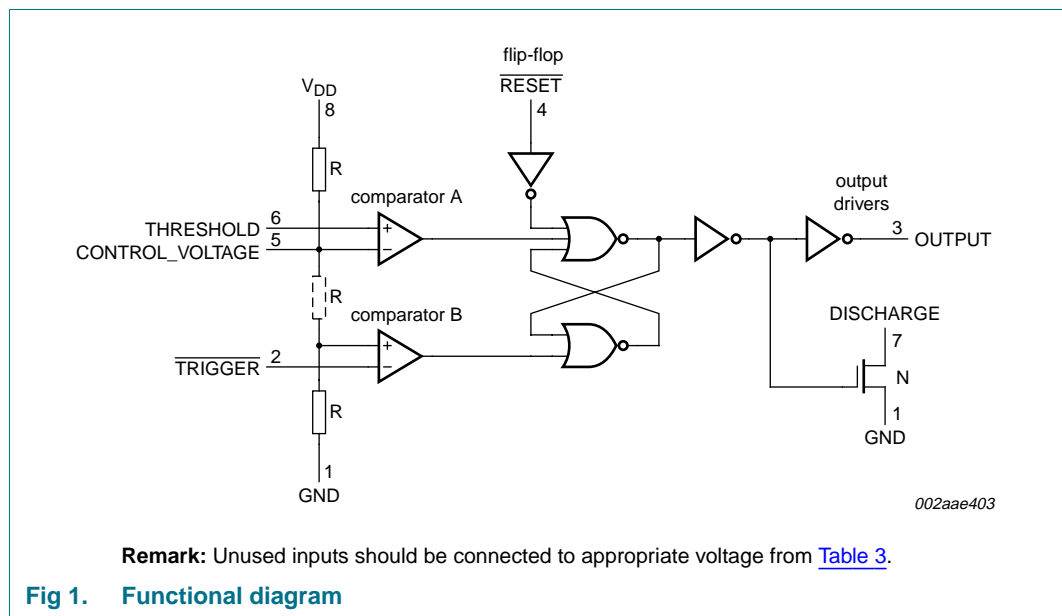 flip-flop
RESET
4
VDD
8
R
comparator A
output
drivers
THRESHOLD 6
+
3
OUTPUT
CONTROL_VOLTAGE 5
−
R
comparator B
DISCHARGE
7
+
TRIGGER 2
−
N
R
1
GND
1
GND
002aae403
Remark: Unused inputs should be connected to appropriate voltage from Table 3.
Fig 1. Functional diagram